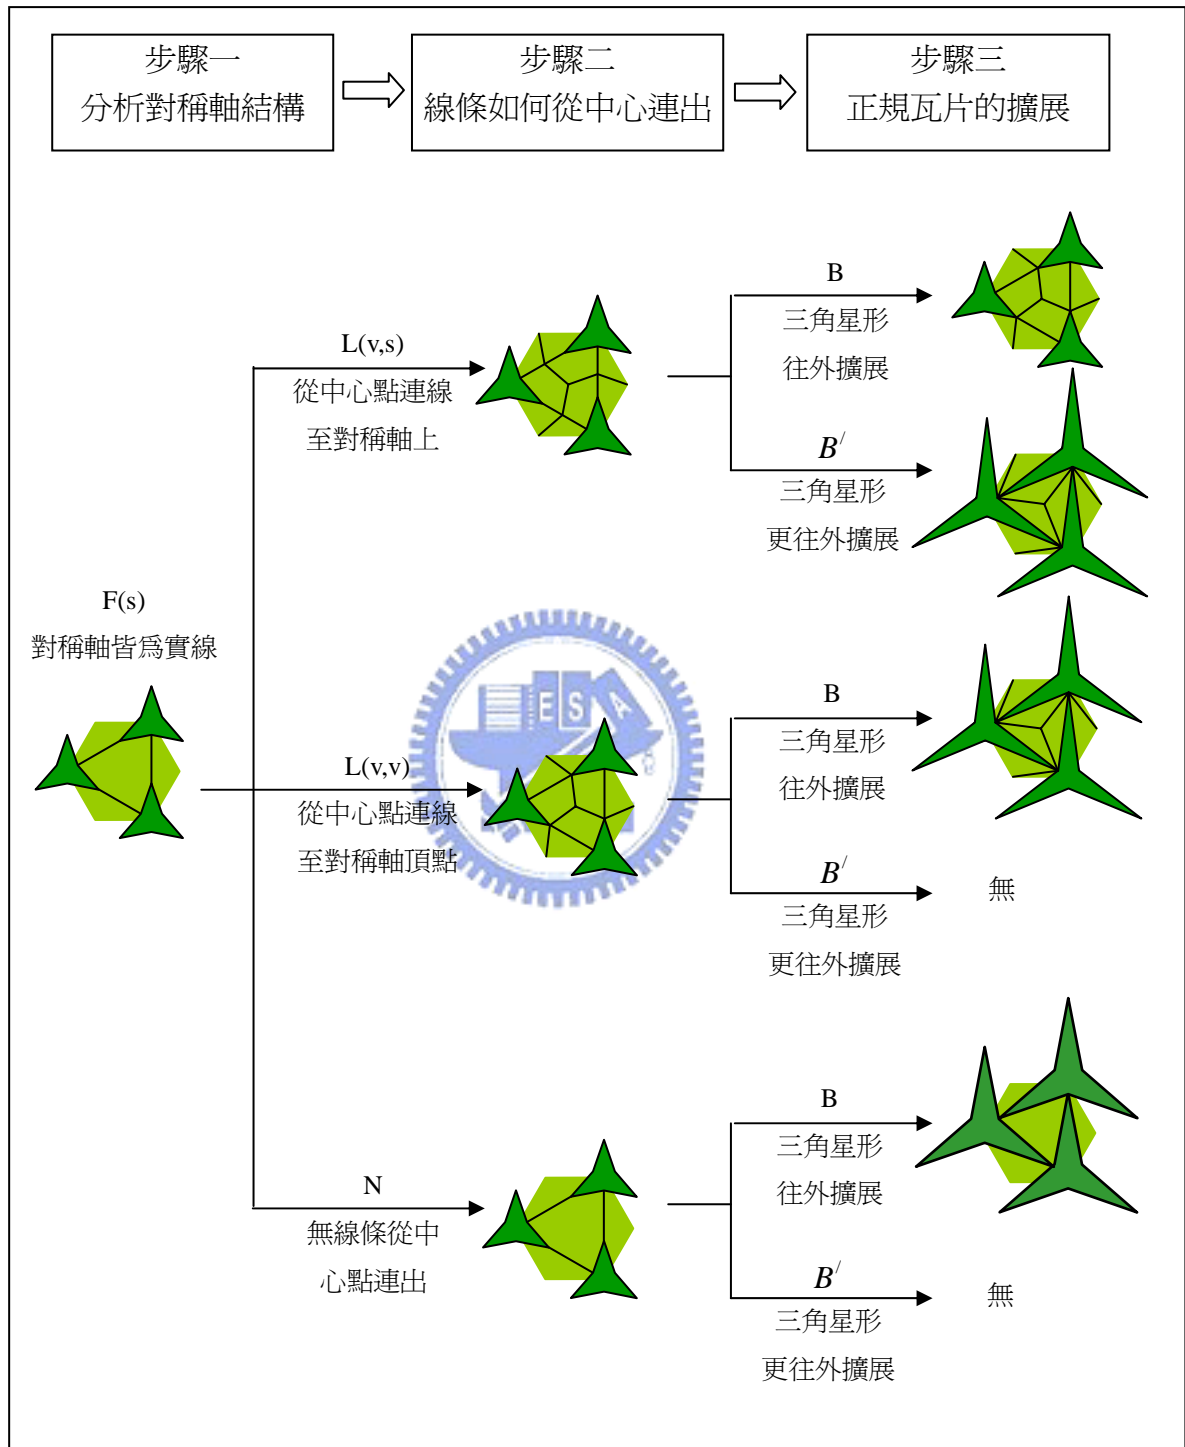 步驟一
分析對稱軸結構
步驟二
線條如何從中心連出
步驟三
正規瓦片的擴展
F(s)
對稱軸皆為實線
L(v,s)
從中心點連線
至對稱軸上
B
三角星形
往外擴展
B′
三角星形
更往外擴展
L(v,v)
從中心點連線
至對稱軸頂點
B
三角星形
往外擴展
B′
三角星形
更往外擴展
無
N
無線條從中
心點連出
B
三角星形
往外擴展
B′
三角星形
更往外擴展
無
ESA